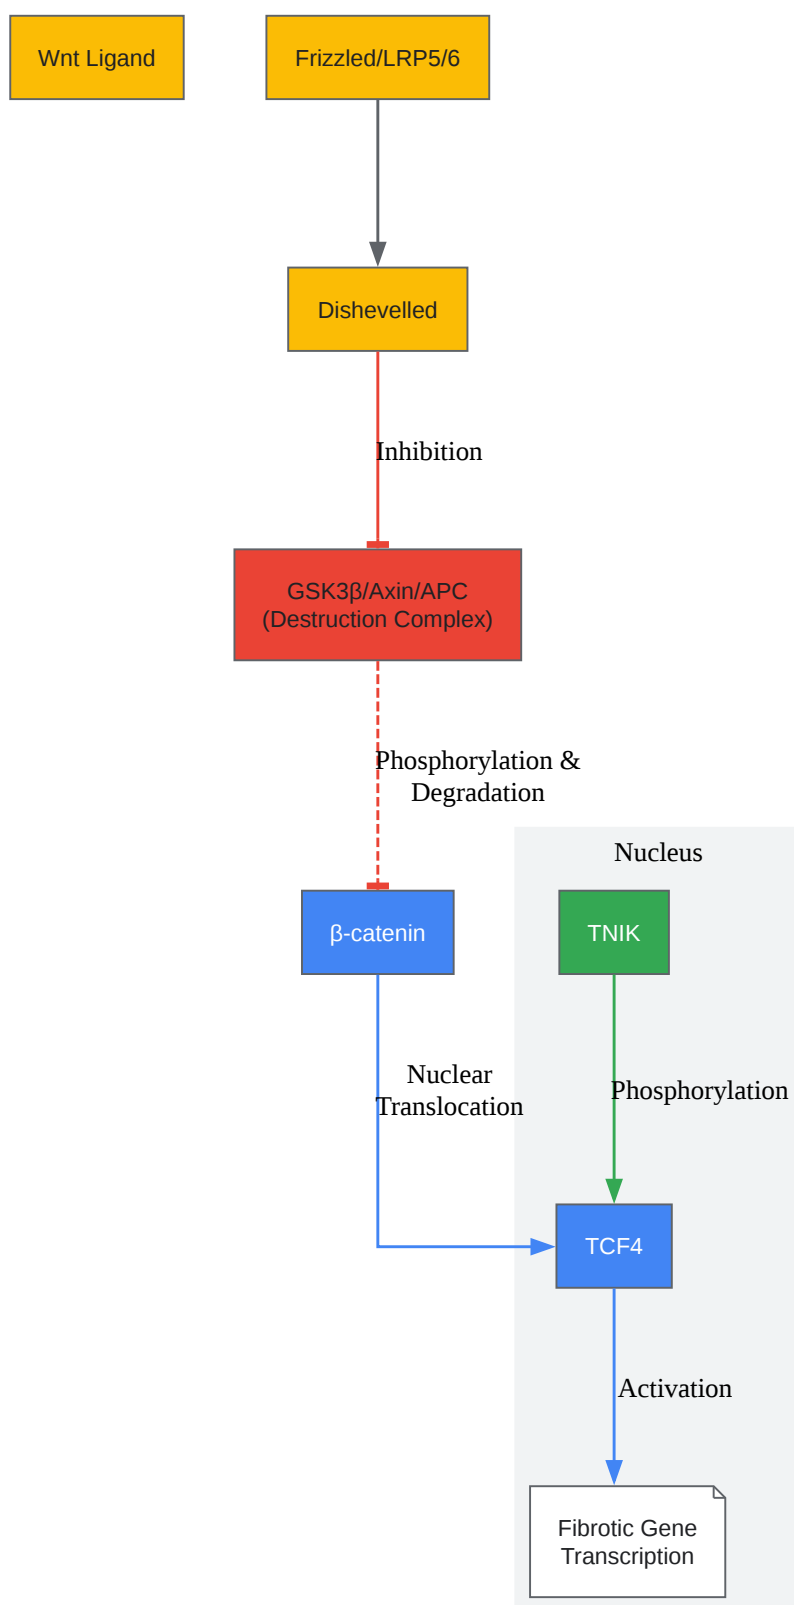 Wnt Ligand
Frizzled/LRP5/6
Dishevelled
Inhibition
GSK3β/Axin/APC
(Destruction Complex)
Phosphorylation &
Degradation
Nucleus
β-catenin
TNIK
Nuclear
Translocation
Phosphorylation
TCF4
Activation
Fibrotic Gene
Transcription